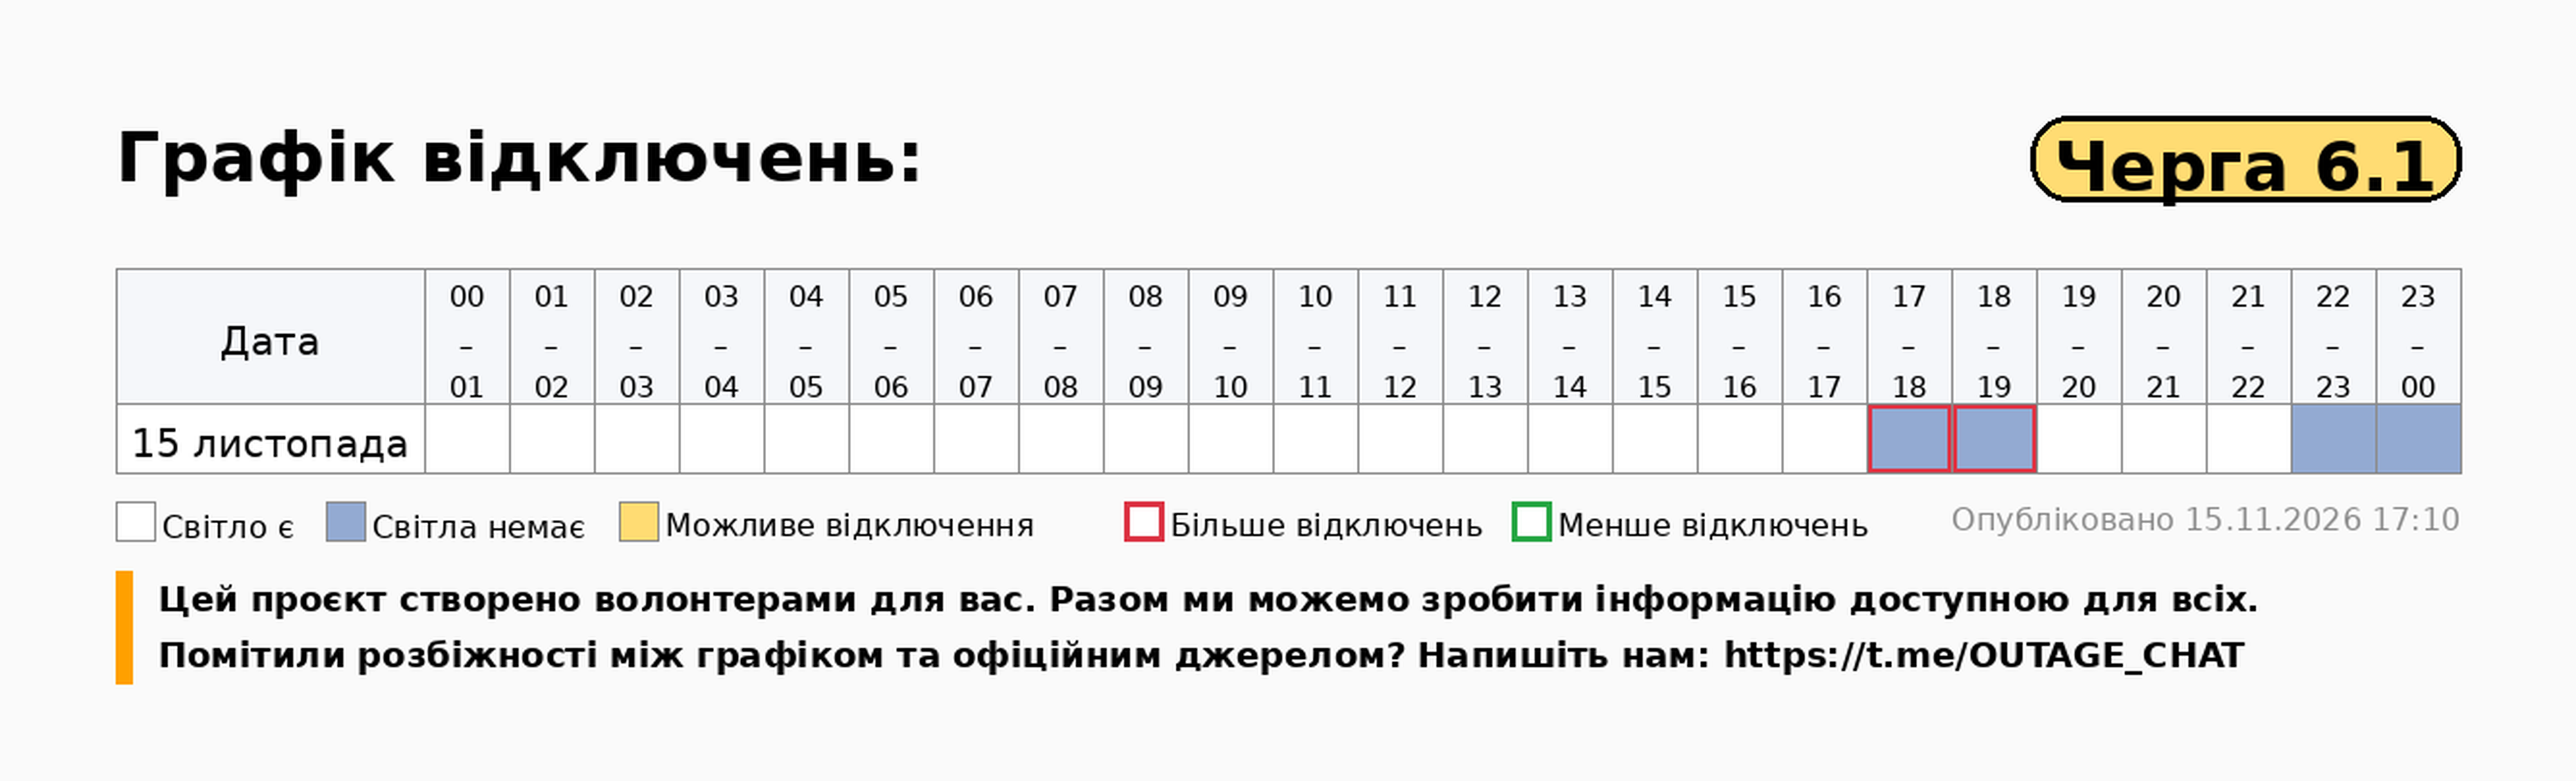 Графік відключень:
Черга 6.1
Дата
00 – 01
01 – 02
02 – 03
03 – 04
04 – 05
05 – 06
06 – 07
07 – 08
08 – 09
09 – 10
10 – 11
11 – 12
12 – 13
13 – 14
14 – 15
15 – 16
16 – 17
17 – 18
18 – 19
19 – 20
20 – 21
21 – 22
22 – 23
23 – 00
15 листопада
Світло є
Світла немає
Можливе відключення
Більше відключень
Менше відключень
Опубліковано 15.11.2026 17:10
Цей проєкт створено волонтерами для вас. Разом ми можемо зробити інформацію доступною для всіх.
Помітили розбіжності між графіком та офіційним джерелом? Напишіть нам: https://t.me/OUTAGE_CHAT